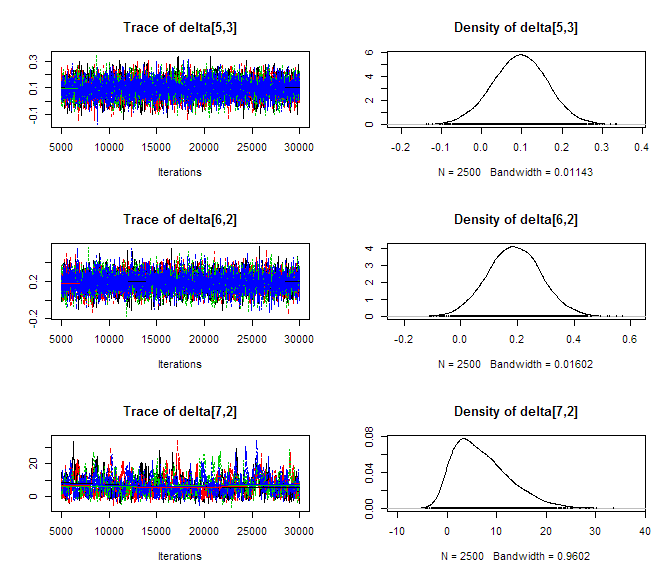 Trace of delta[5,3]
-0.1 0.1 0.3
5000 10000 15000 20000 25000 30000
Iterations
Density of delta[5,3]
0 2 4 6
-0.2 -0.1 0.0 0.1 0.2 0.3 0.4
N = 2500 Bandwidth = 0.01143
Trace of delta[6,2]
-0.2 0.2
5000 10000 15000 20000 25000 30000
Iterations
Density of delta[6,2]
0 1 2 3 4
-0.2 0.0 0.2 0.4 0.6
N = 2500 Bandwidth = 0.01602
Trace of delta[7,2]
0 20
5000 10000 15000 20000 25000 30000
Iterations
Density of delta[7,2]
0.00 0.04 0.08
-10 0 10 20 30 40
N = 2500 Bandwidth = 0.9602